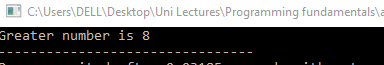 C:\Users\DELL\Desktop\Uni Lectures\Programming fundamentals\a
Greater number is 8
--------------------------------